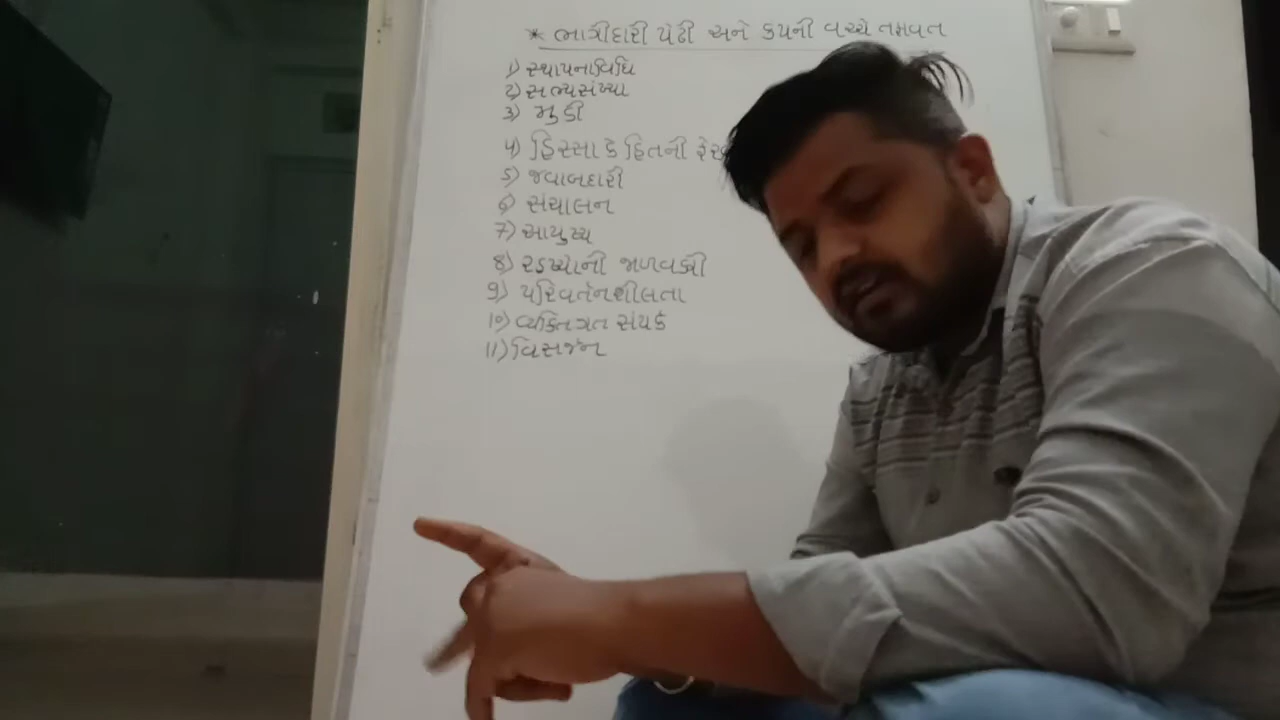 * ભાગીદારી પેઢી અને કંપની વચ્ચે તફાવત
1) સ્થાપનાવિધિ
2) સભ્યસંખ્યા
3) મુડી
4) હિસ્સા કે હિતની
5) જવાબદારી
6) સંચાલન
7) આયુષ્ય
8) રહસ્યોની જાળવણી
9) પરિવર્તનશીલતા
10) વ્યક્તિગત સંપર્ક
11) વિસર્જન